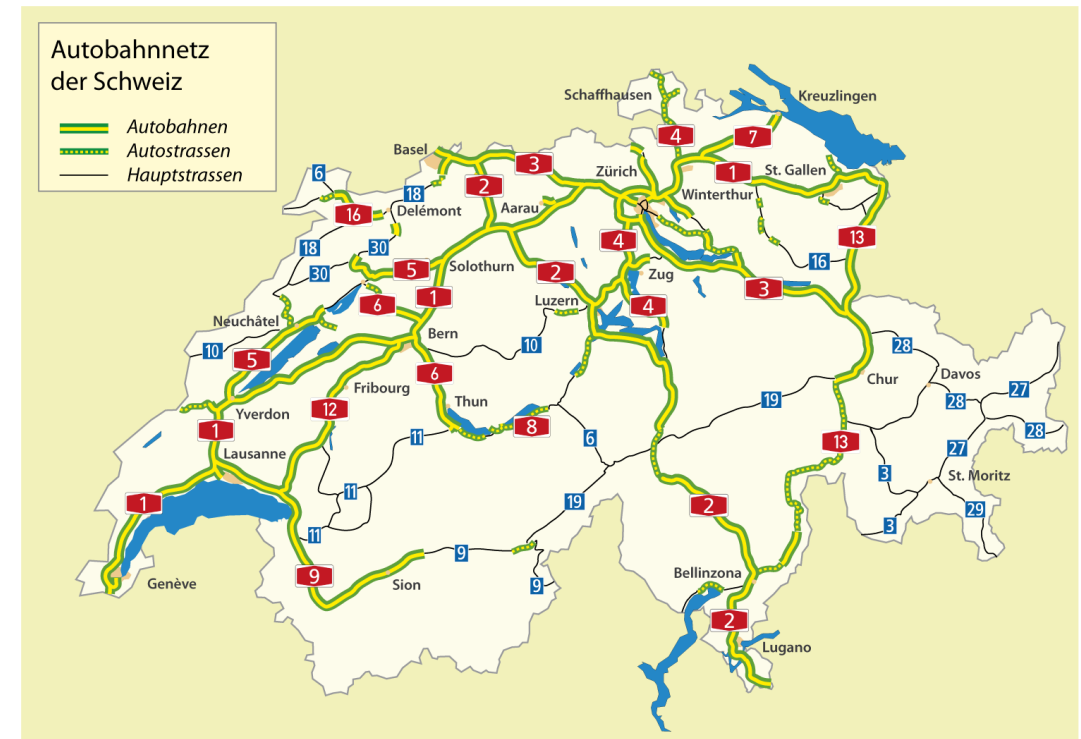 Autobahnnetz
der Schweiz
Autobahnen
Autostrassen
Hauptstrassen
Schaffhausen
Kreuzlingen
4
7
Basel
3
Zürich
1
St. Gallen
6
18
2
Winterthur
Aarau
16
Delémont
18
30
4
13
30
5
Solothurn
2
Zug
16
6
1
Luzern
4
3
Neuchâtel
Bern
10
5
10
28
6
Chur
Davos
Fribourg
28
27
12
Thun
19
Yverdon
1
11
8
6
13
28
27
Lausanne
3
St. Moritz
11
1
19
2
29
11
3
9
9
Genève
Sion
9
Bellinzona
2
Lugano